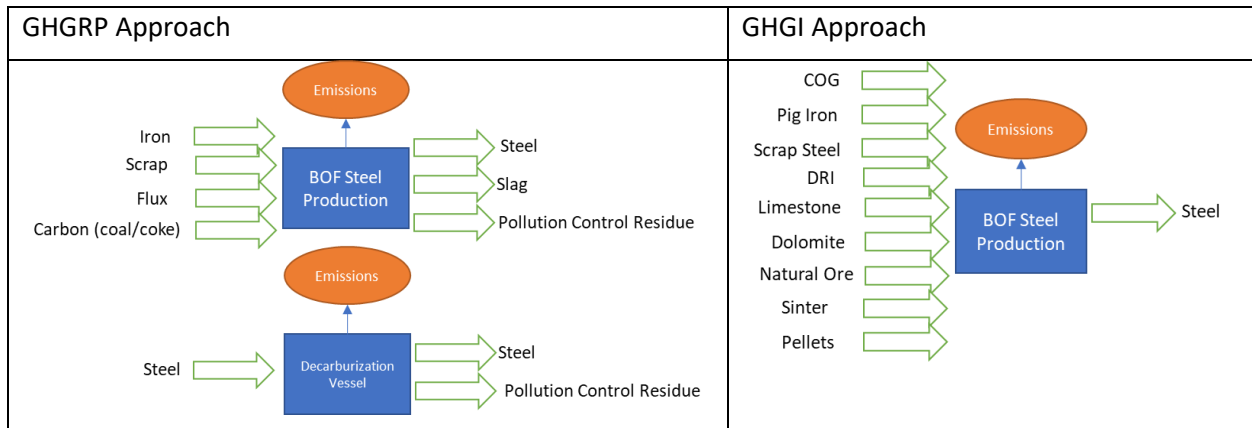 GHGRP Approach
Emissions
Iron
Scrap
Flux
Carbon (coal/coke)
BOF Steel
Production
Steel
Slag
Pollution Control Residue
Emissions
Steel
Decarburization
Vessel
Steel
Pollution Control Residue
GHGI Approach
COG
Pig Iron
Scrap Steel
DRI
Limestone
Dolomite
Natural Ore
Sinter
Pellets
Emissions
BOF Steel
Production
Steel